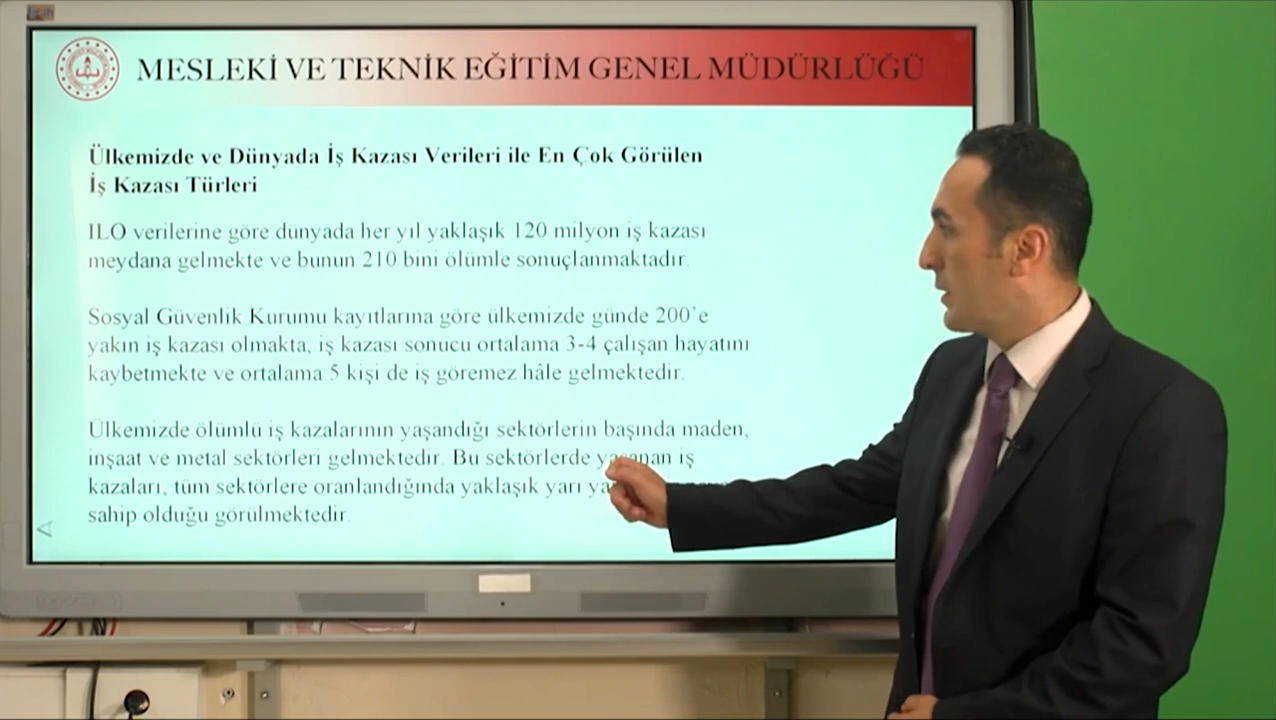 MESLEKİ VE TEKNİK EĞİTİM GENEL MÜDÜRLÜĞÜ
Ülkemizde ve Dünyada İş Kazası Verileri ile En Çok Görülen
İş Kazası Türleri
ILO verilerine göre dünyada her yıl yaklaşık 120 milyon iş kazası
meydana gelmekte ve bunun 210 bini ölümle sonuçlanmaktadır.
Sosyal Güvenlik Kurumu kayıtlarına göre ülkemizde günde 200’e
yakın iş kazası olmakta, iş kazası sonucu ortalama 3-4 çalışan hayatını
kaybetmekte ve ortalama 5 kişi de iş göremez hâle gelmektedir.
Ülkemizde ölümlü iş kazalarının yaşandığı sektörlerin başında maden,
inşaat ve metal sektörleri gelmektedir. Bu sektörlerde iş
kazaları, tüm sektörlere oranlandığında yaklaşık yarı
sahip olduğu görülmektedir.